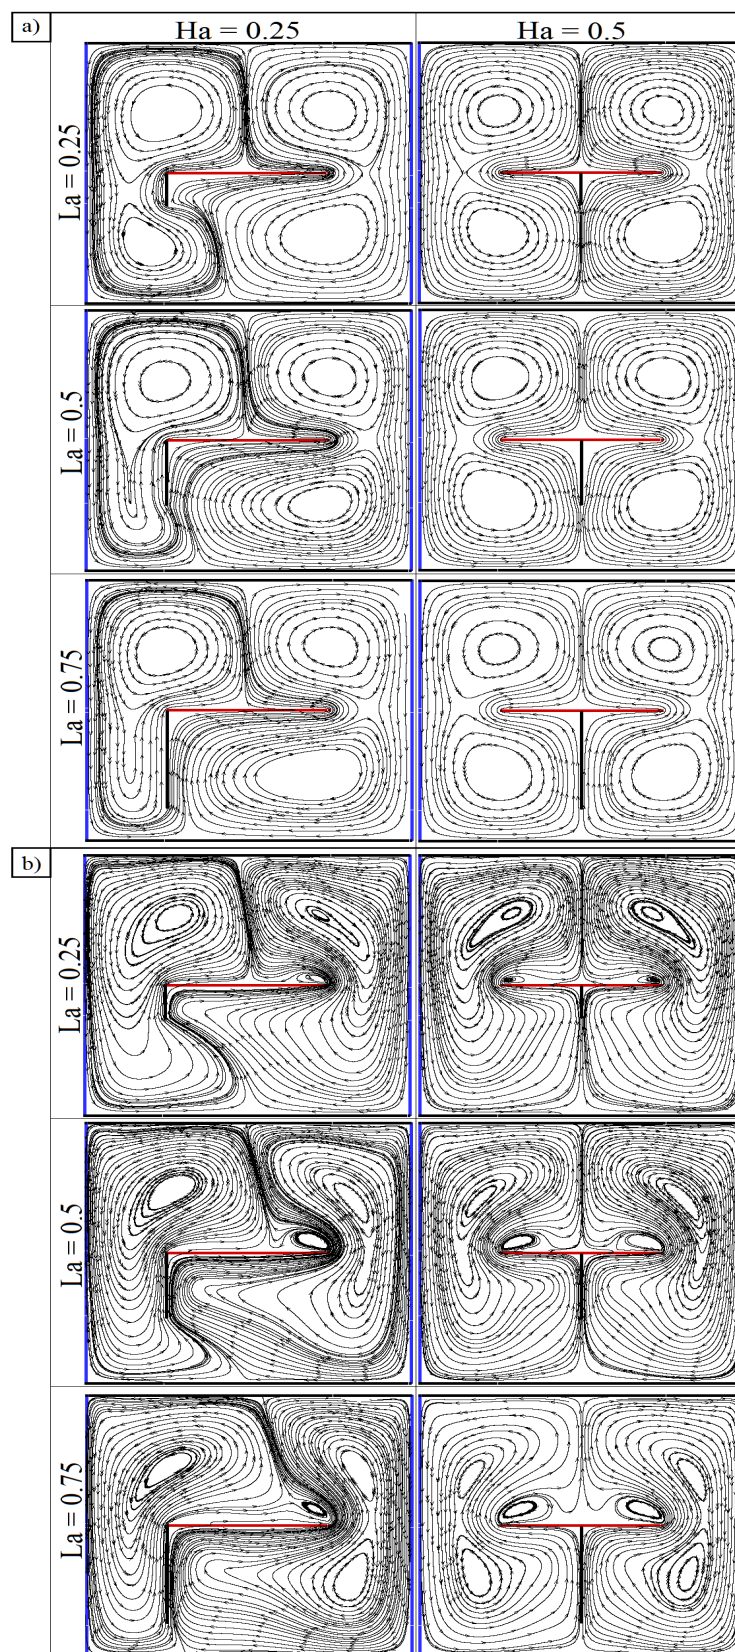 a)
Ha = 0.25
Ha = 0.5
La = 0.25
La = 0.5
La = 0.75
b)
La = 0.25
La = 0.5
La = 0.75